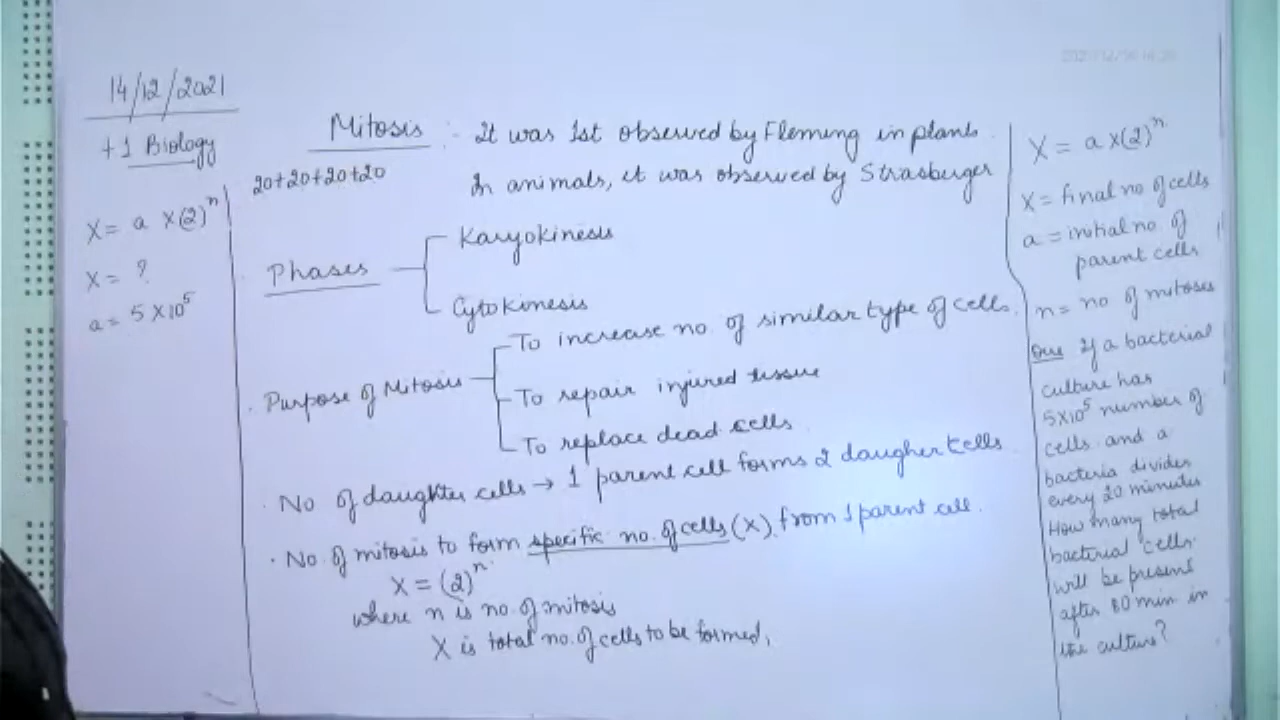 14/12/2021
+1 Biology
X = a x(2)^n
X = ?
a = 5 X10^5
Mitosis :- It was 1st observed by Fleming in plants.
In animals, it was observed by Strasberger
20+20+20+20
Phases
Karyokinesis
Cytokinesis
Purpose of Mitosis
To increase no. of similar type of cells.
To repair injured tissue
To replace dead cells.
No of daughter cells → 1 parent cell forms 2 daugher cells
· No. of mitosis to form specific no. of cells (X) from 1 parent cell.
X = (2)^n
where n is no. of mitosis
X is total no. of cells to be formed.
X = a x(2)^n
X = final no of cells
a = initial no of
parent cells
n = no of mitoses
Que If a bacterial
culture has
5X10^5 number of
cells and a
bacteria divides
every 20 minutes
How many total
bacterial cells
will be present
after 80 min in
the culture?